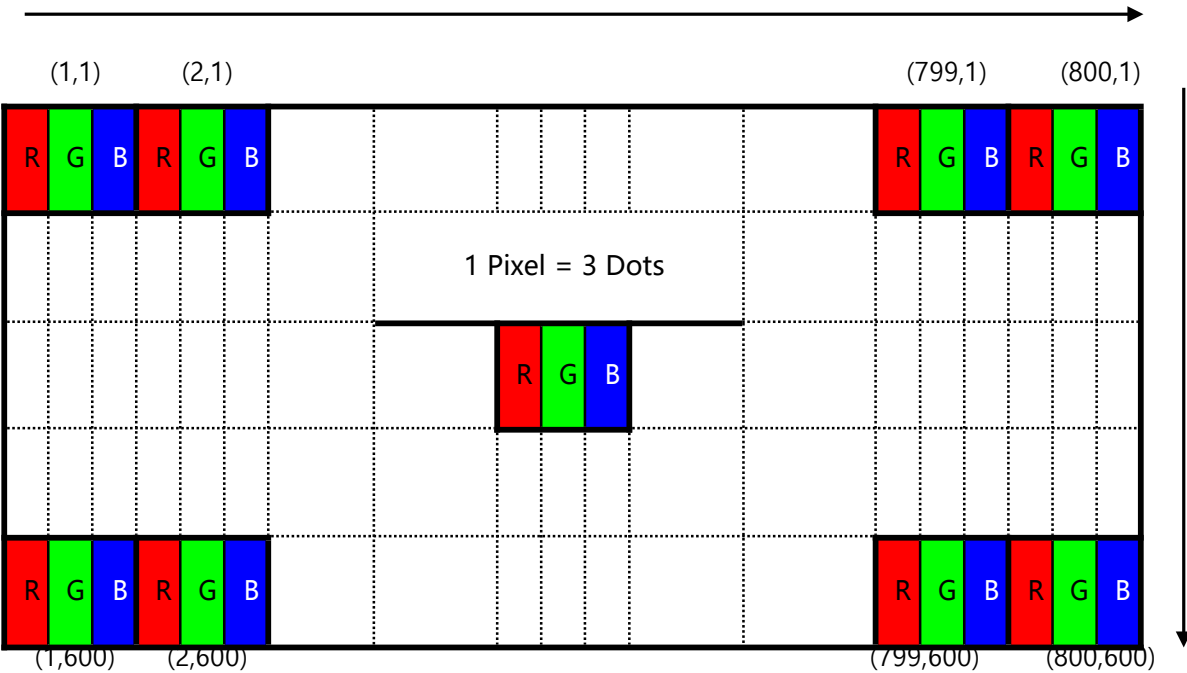 (1,1) (2,1) (799,1) (800,1)
R G B R G B R G B R G B
1 Pixel = 3 Dots
R G B
R G B R G B R G B R G B
(1,600) (2,600) (799,600) (800,600)